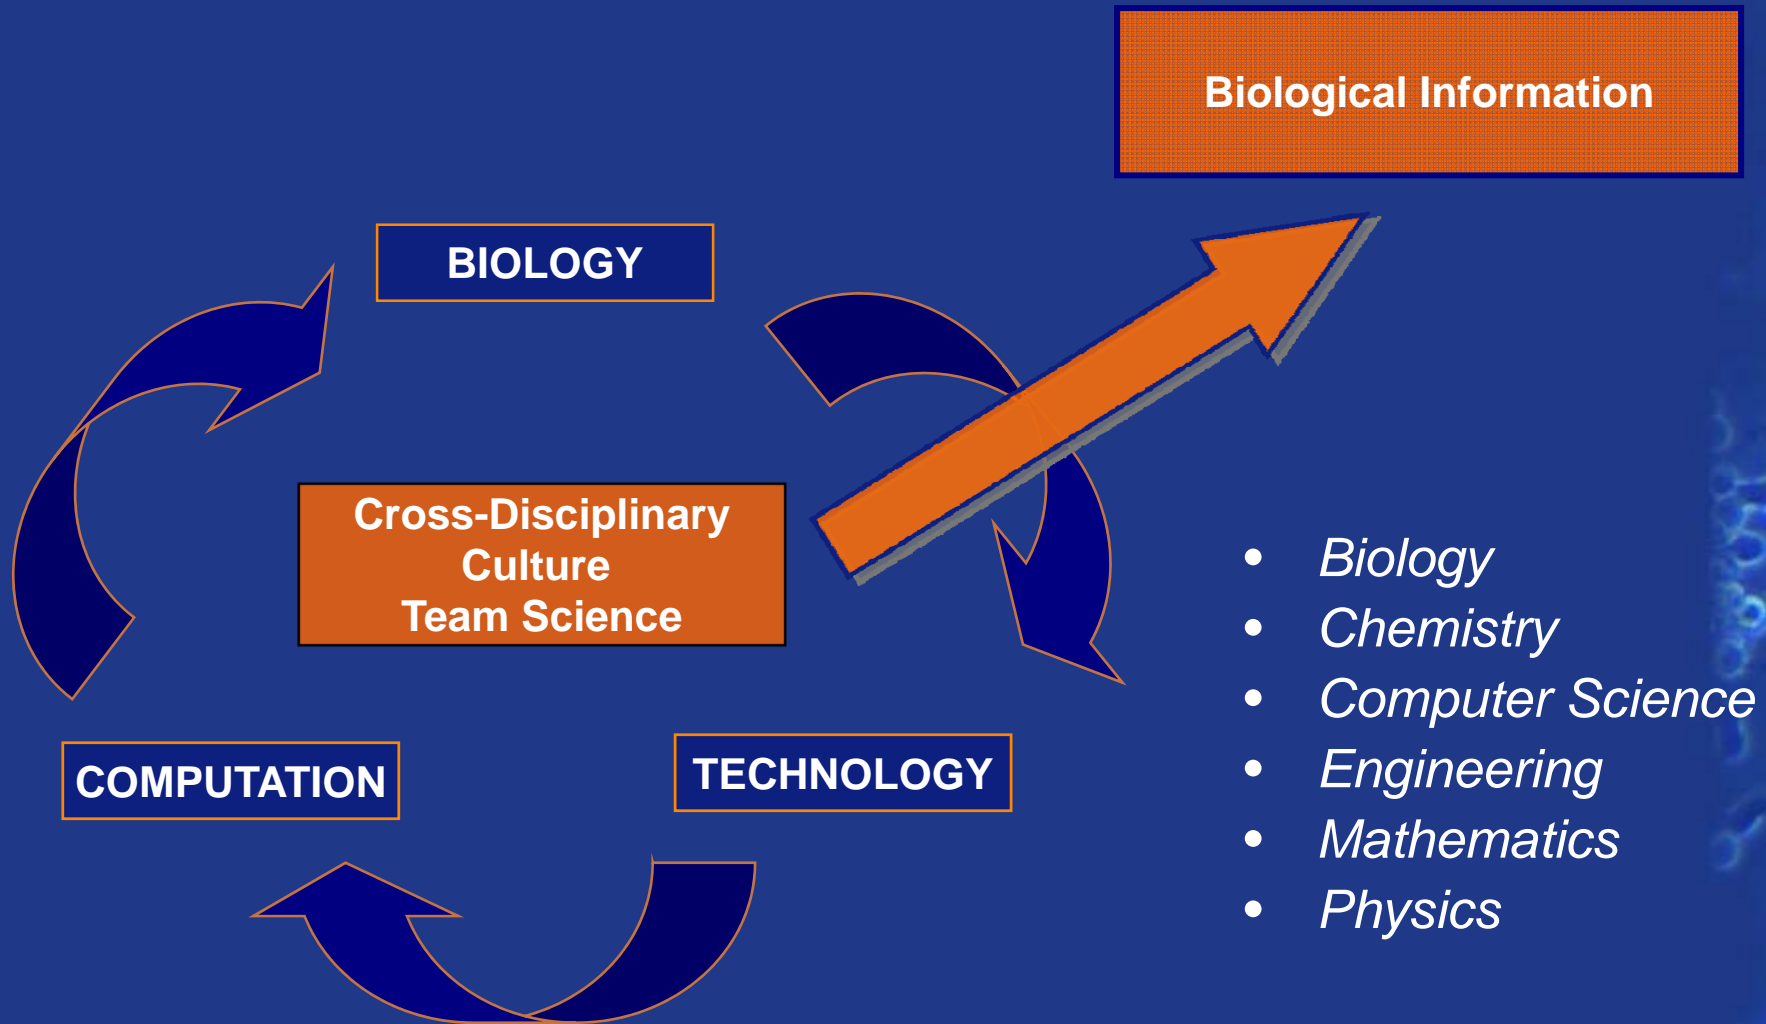 Biological Information
BIOLOGY
Cross-Disciplinary
Culture
Team Science
COMPUTATION
TECHNOLOGY
• Biology
• Chemistry
• Computer Science
• Engineering
• Mathematics
• Physics